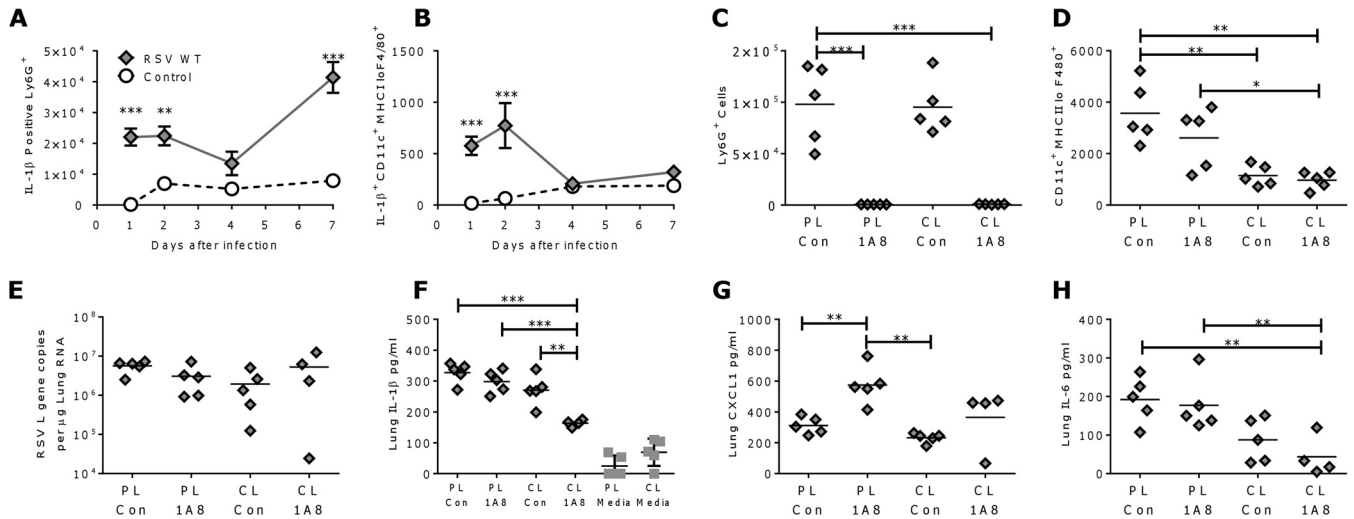 A
IL-1β Positive Ly6G⁺
5×10⁴
4×10⁴
3×10⁴
2×10⁴
1×10⁴
0
RSV WT
Control
***
**
***
0 1 2 3 4 5 6 7
Days after infection
B
IL-1β⁺ CD11c⁺ MHCIIloF4/80⁺
1500
1000
500
0
***
***
0 1 2 3 4 5 6 7
Days after infection
C
Ly6G⁺ Cells
2×10⁵
1×10⁵
5×10⁴
0
***
***
PL PL CL CL
Con 1A8 Con 1A8
D
CD11c⁺ MHCIIlo F480⁺
6000
4000
2000
0
**
**
*
PL PL CL CL
Con 1A8 Con 1A8
E
RSV L gene copies
per μg Lung RNA
10⁸
10⁷
10⁶
10⁵
10⁴
PL PL CL CL
Con 1A8 Con 1A8
F
Lung IL-1β pg/ml
500
400
300
200
100
0
***
***
**
PL PL CL CL PL CL
Con 1A8 Con 1A8 Media Media
G
Lung CXCL1 pg/ml
1000
800
600
400
200
0
**
**
PL PL CL CL
Con 1A8 Con 1A8
H
Lung IL-6 pg/ml
400
300
200
100
0
**
**
PL PL CL CL
Con 1A8 Con 1A8